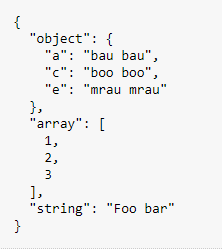 {
  "object": {
    "a": "bau bau",
    "c": "boo boo",
    "e": "mrau mrau"
  },
  "array": [
    1,
    2,
    3
  ],
  "string": "Foo bar"
}